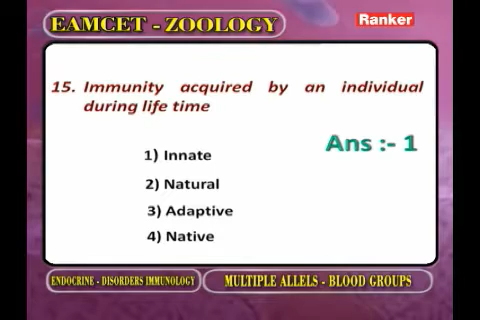 EAMCET - ZOOLOGY
Ranker
15. Immunity acquired by an individual
during life time
Ans :- 1
1) Innate
2) Natural
3) Adaptive
4) Native
ENDOCRINE - DISORDERS IMMUNOLOGY
MULTIPLE ALLELS - BLOOD GROUPS